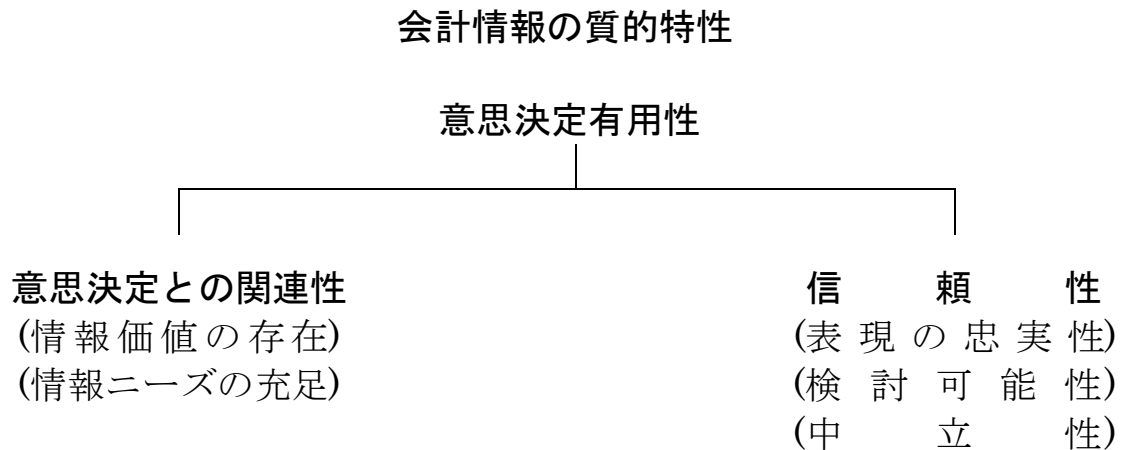 会計情報の質的特性
意思決定有用性
意思決定との関連性
(情報価値の存在)
(情報ニーズの充足)
信頼性
(表現の忠実性)
(検討可能性)
(中立性)